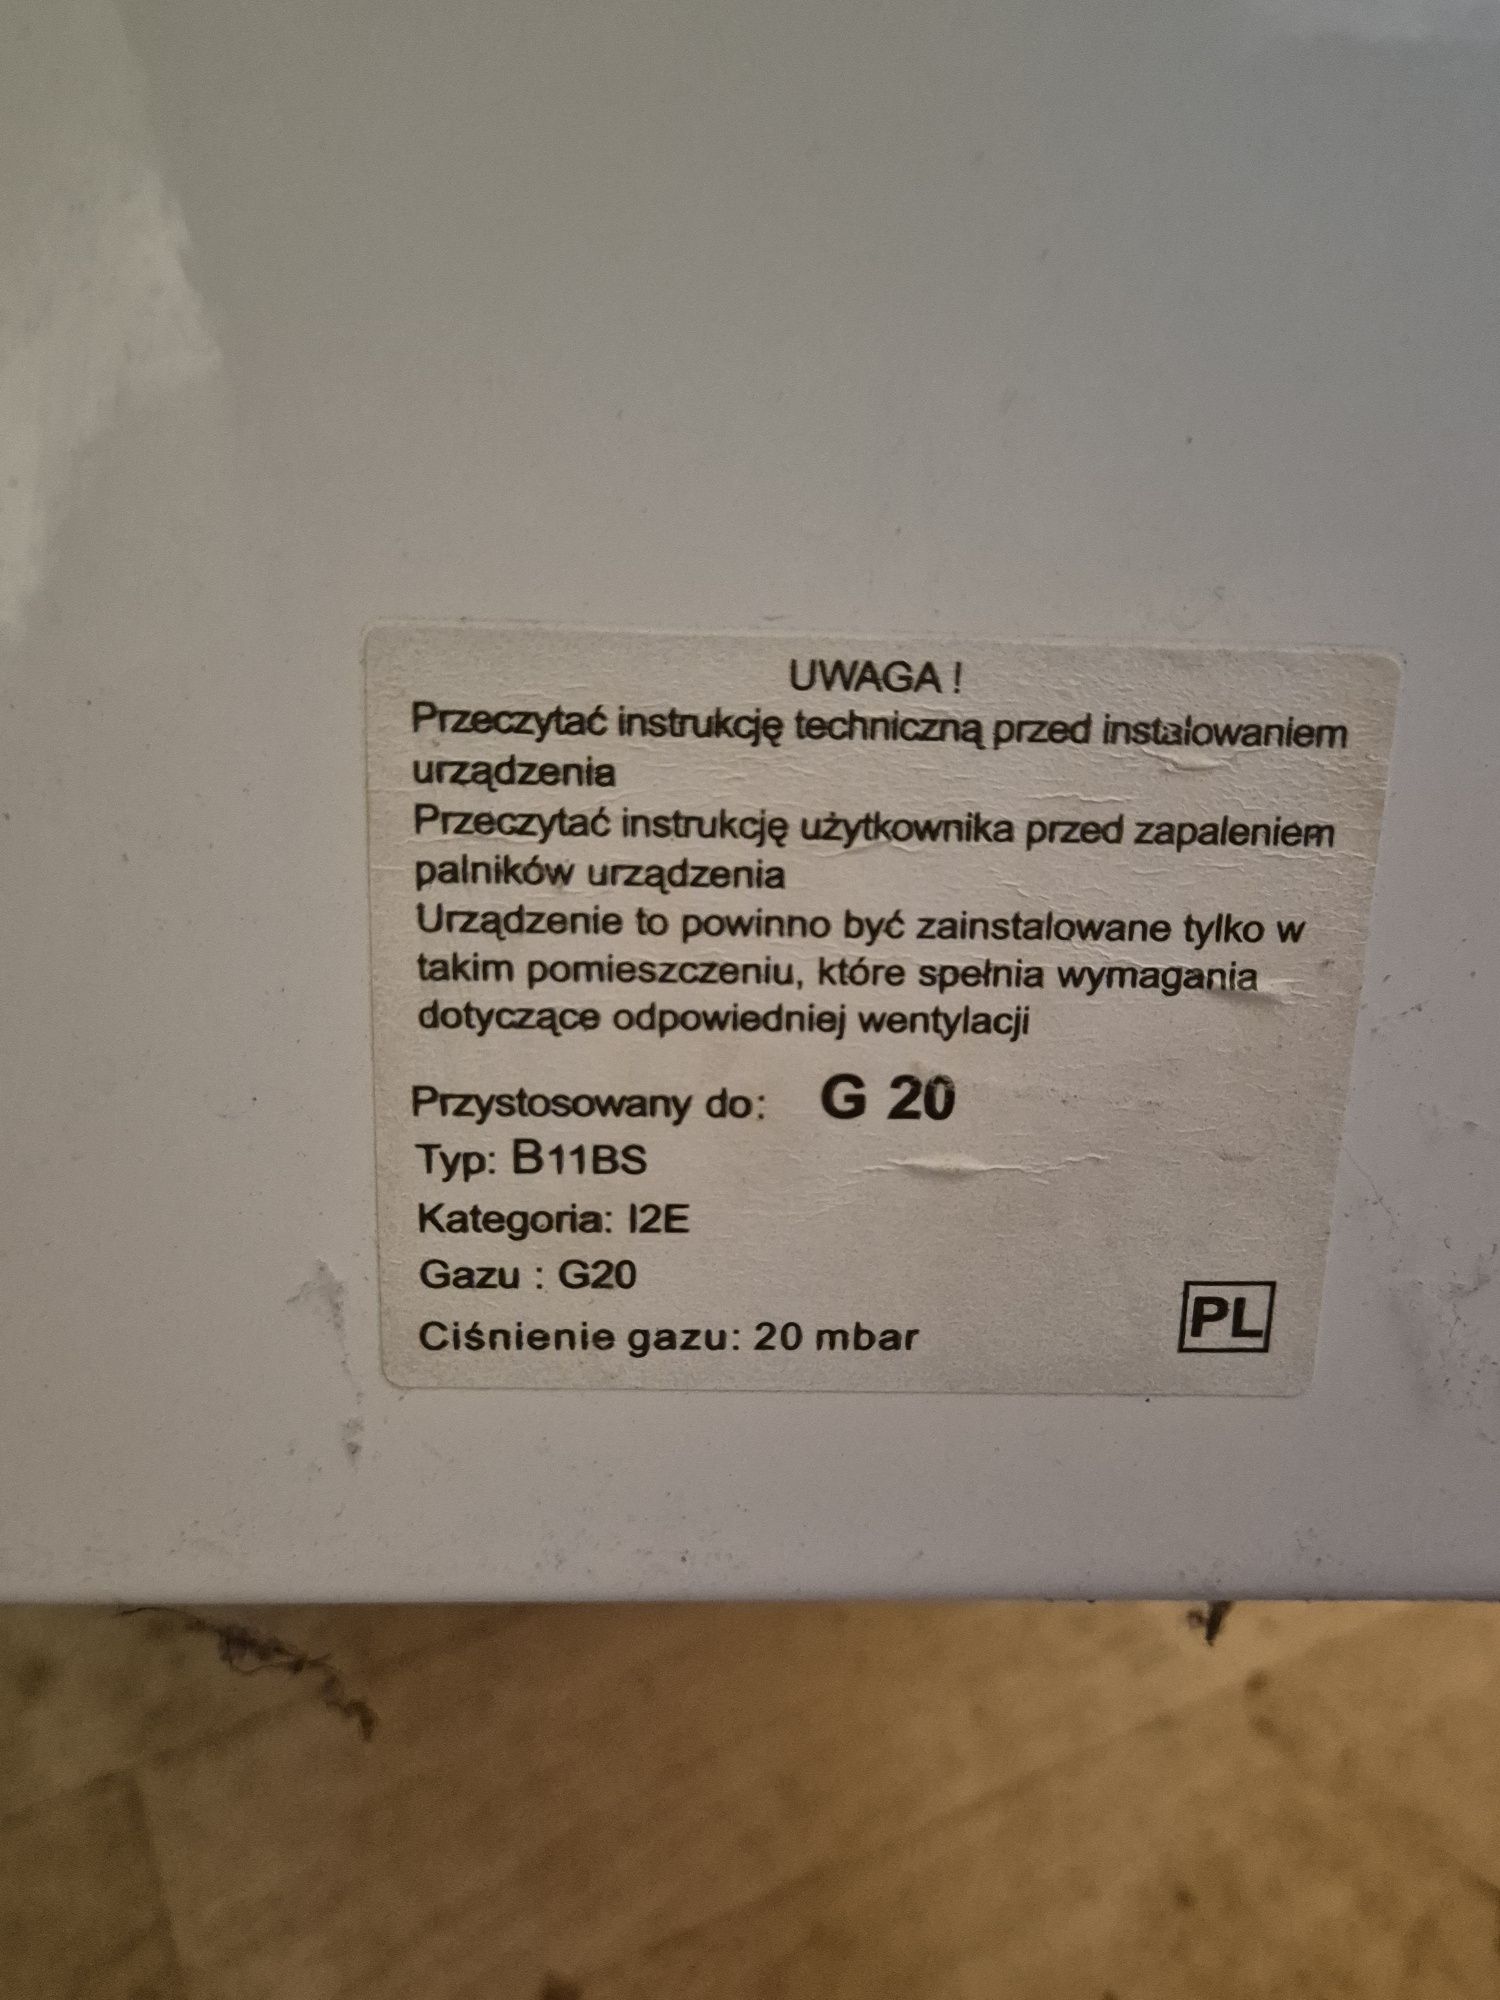 UWAGA !
Przeczytać instrukcję techniczną przed instalowaniem
urządzenia
Przeczytać instrukcję użytkownika przed zapaleniem
palników urządzenia
Urządzenie to powinno być zainstalowane tylko w
takim pomieszczeniu, które spełnia wymagania
dotyczące odpowiedniej wentylacji
Przystosowany do: G 20
Typ: B11BS
Kategoria: I2E
Gazu : G20
Ciśnienie gazu: 20 mbar
PL